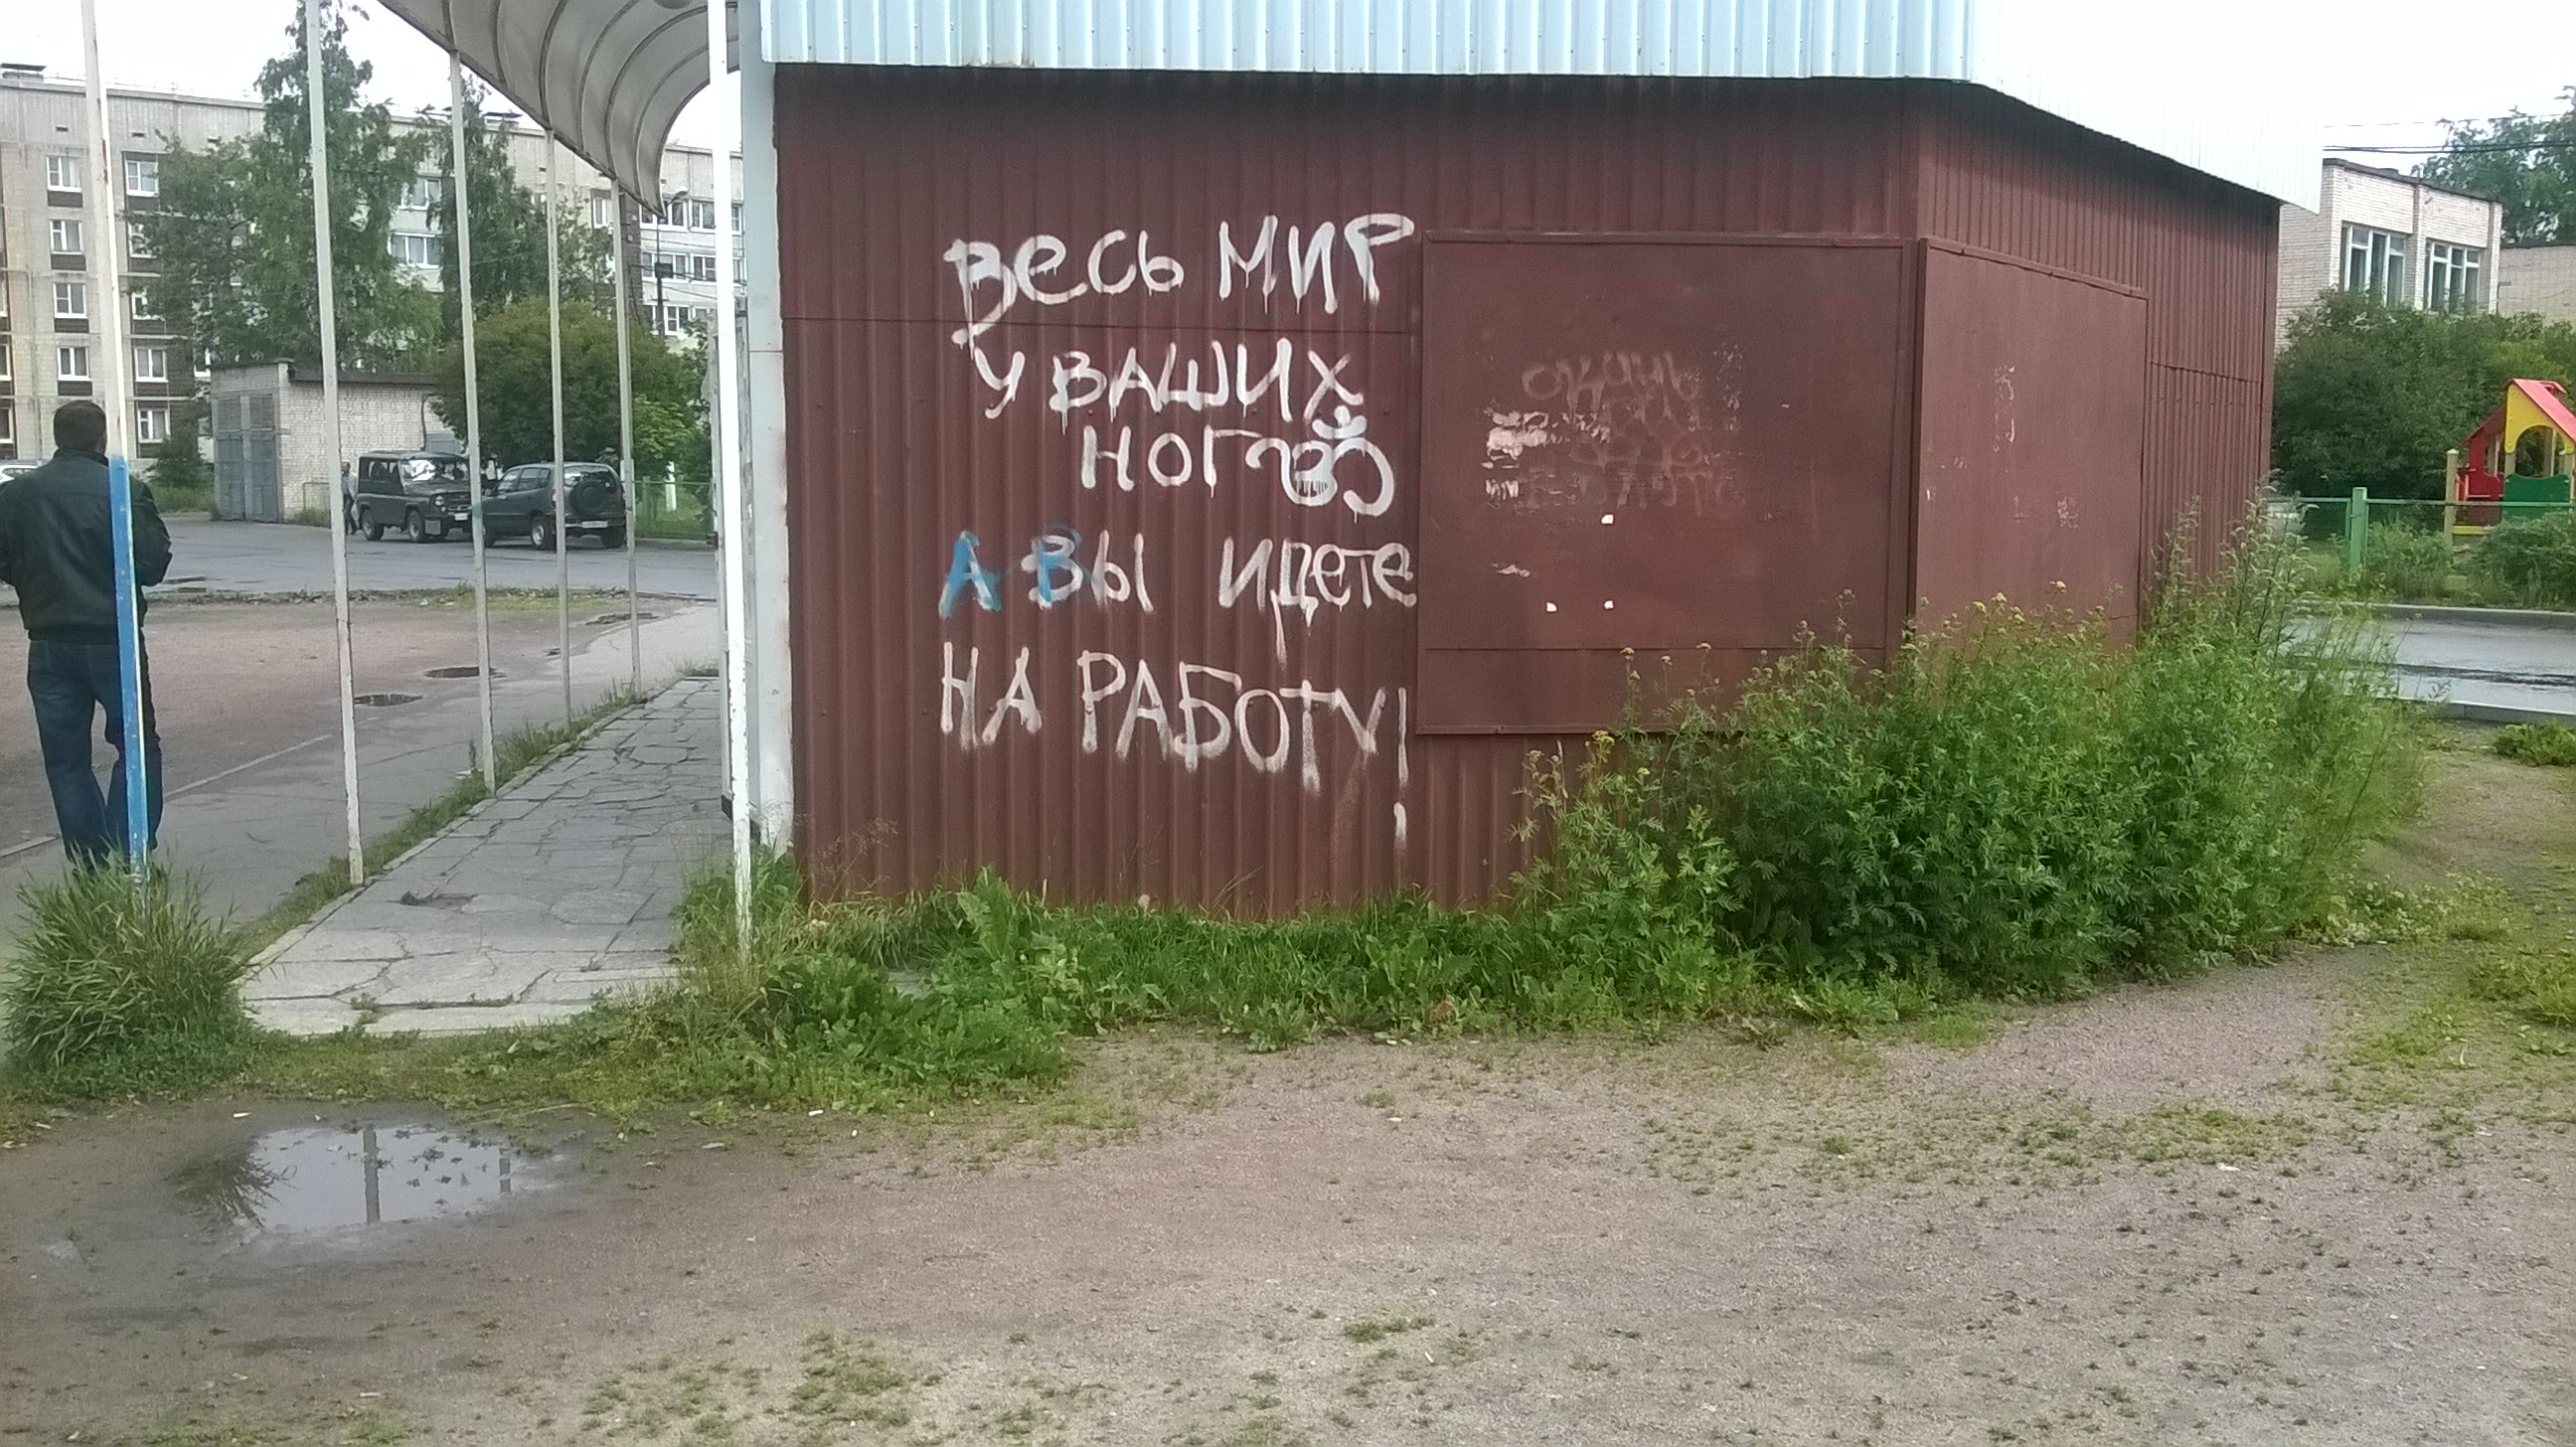 весь мир
у ваших
ног
А Вы идете
на работу!